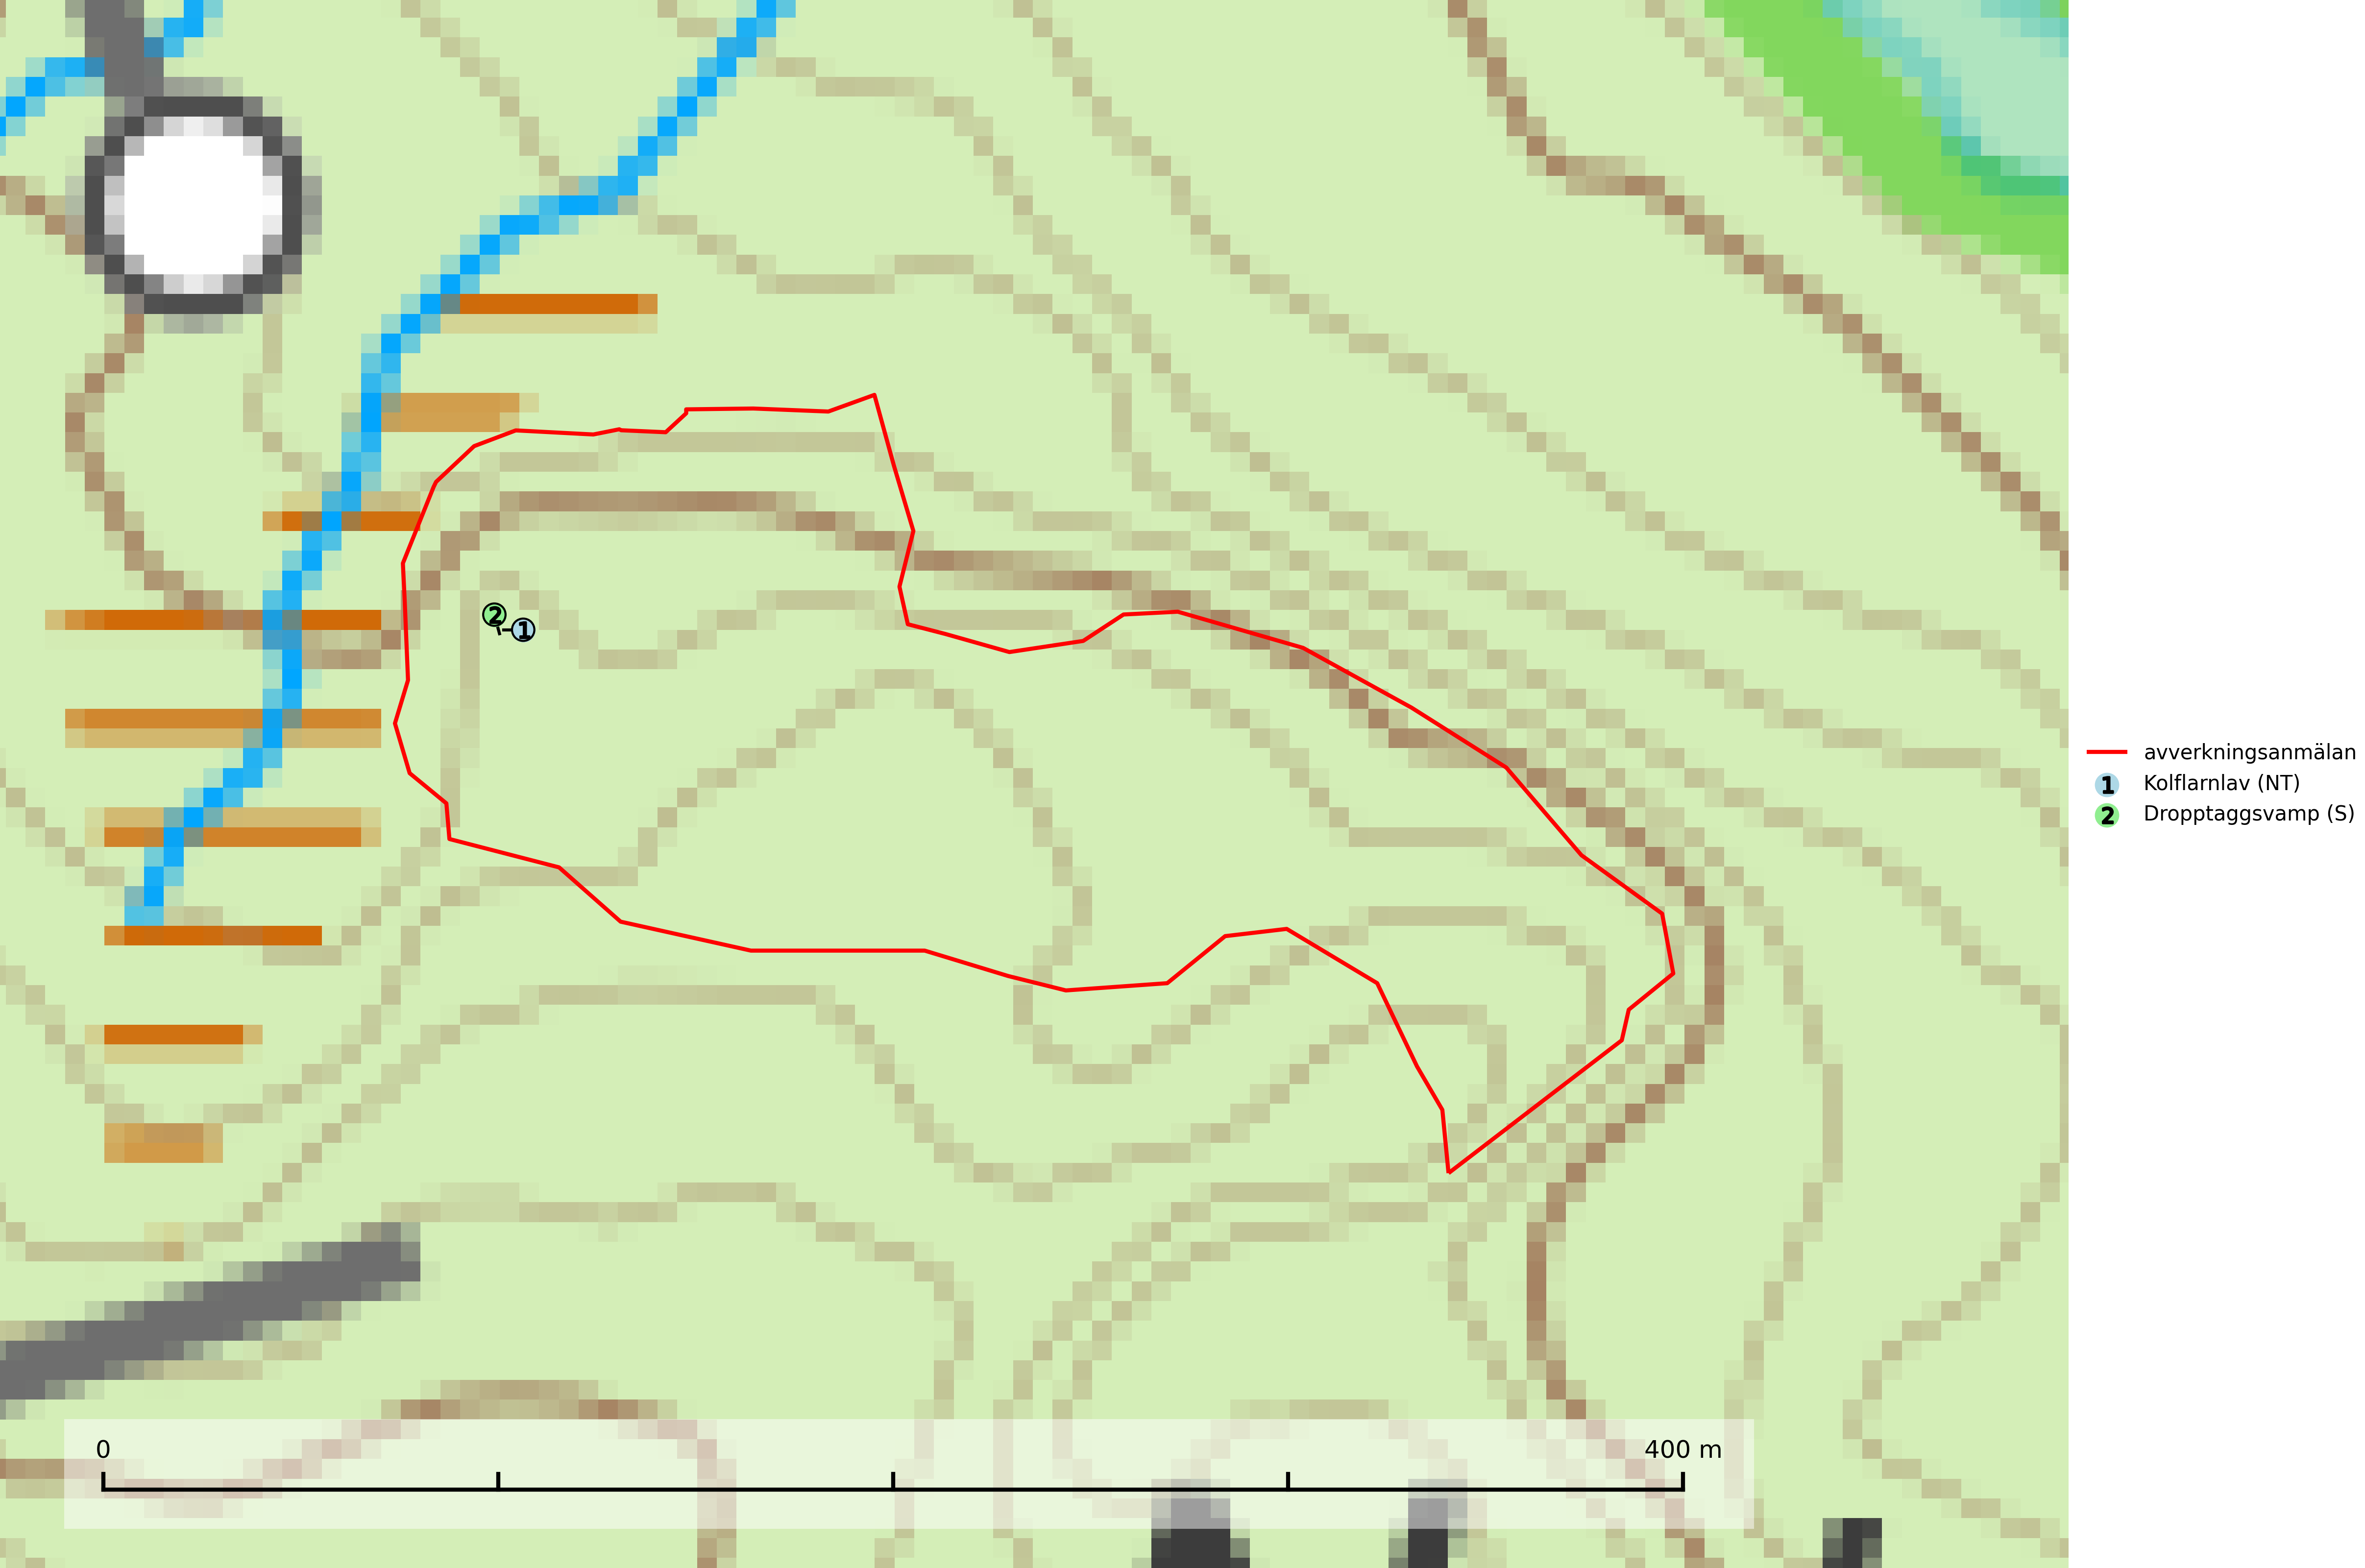 2
1
avverkningsanmälan
1 Kolflarnlav (NT)
2 Dropptaggsvamp (S)
0 400 m